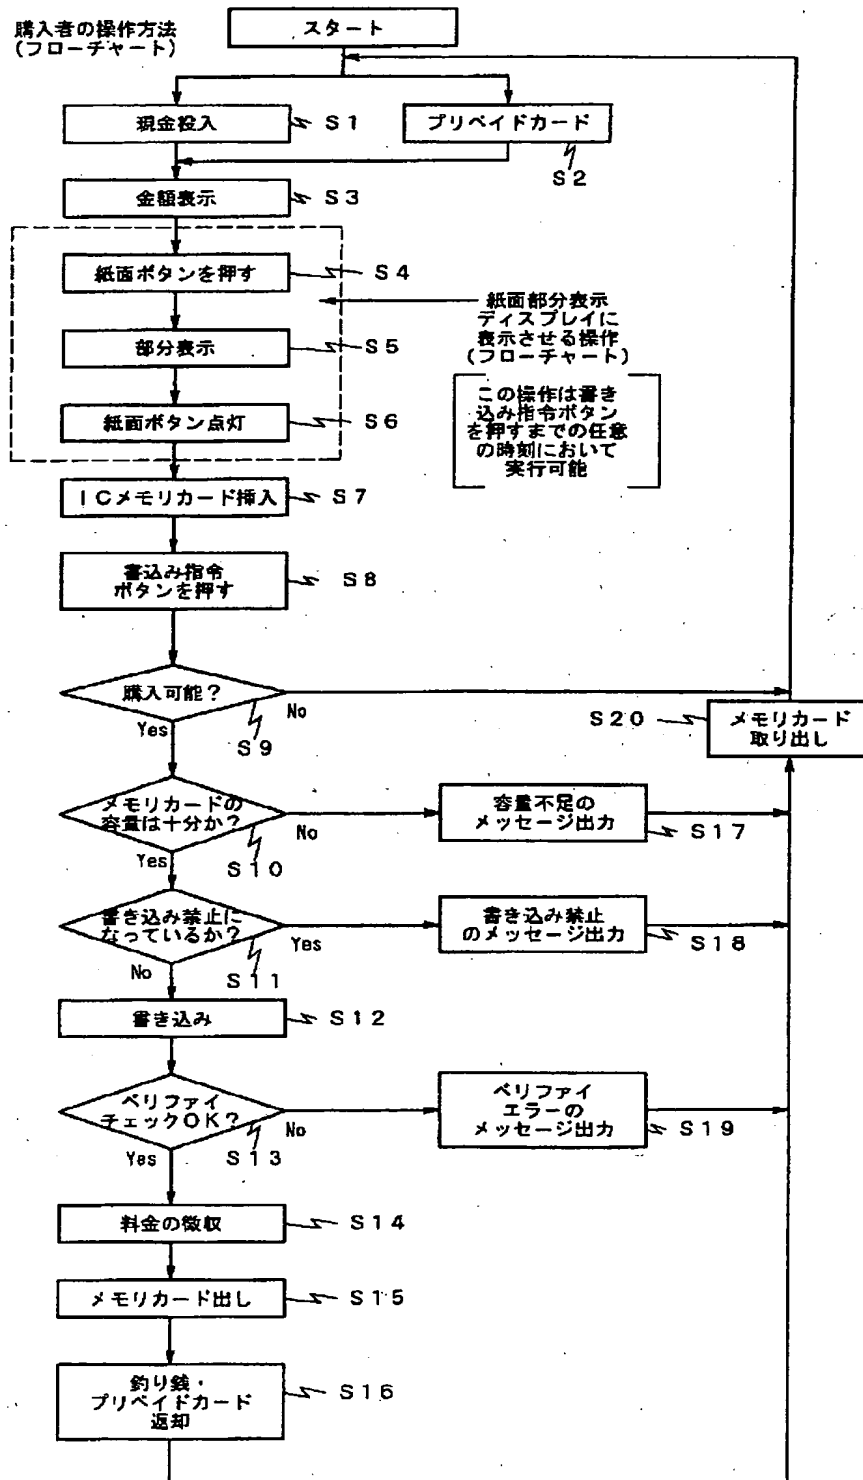 購入者の操作方法
(フローチャート)
スタート
現金投入
S1
プリペイドカード
S2
金額表示
S3
紙面ボタンを押す
S4
部分表示
S5
紙面ボタン点灯
S6
紙面部分表示
ディスプレイに
表示させる操作
(フローチャート)
この操作は書き
込み指令ボタン
を押すまでの任意
の時刻において
実行可能
ICメモリカード挿入
S7
書込み指令
ボタンを押す
S8
購入可能?
No
Yes
S9
S20
メモリカード
取り出し
メモリカードの
容量は十分か?
No
Yes
S10
容量不足の
メッセージ出力
S17
書き込み禁止に
なっているか?
Yes
No
S11
書き込み禁止
のメッセージ出力
S18
書き込み
S12
ベリファイ
チェックOK?
No
Yes
S13
ベリファイ
エラーの
メッセージ出力
S19
料金の徴収
S14
メモリカード出し
S15
釣り銭・
プリペイドカード
返却
S16